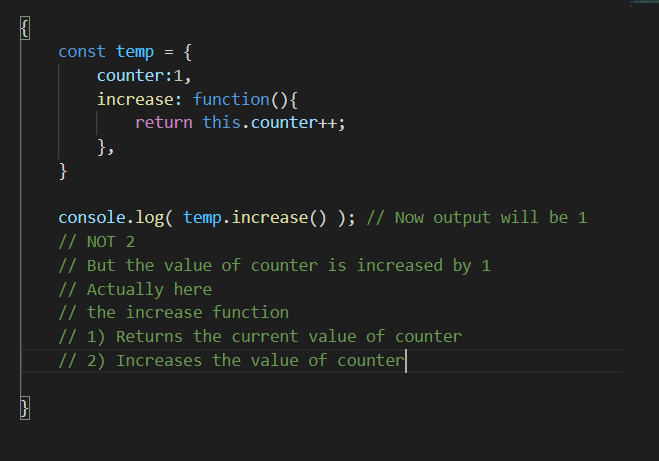 {
const temp = {
counter:1,
increase: function(){
return this.counter++;
},
}
console.log( temp.increase() ); // Now output will be 1
// NOT 2
// But the value of counter is increased by 1
// Actually here
// the increase function
// 1) Returns the current value of counter
// 2) Increases the value of counter
}